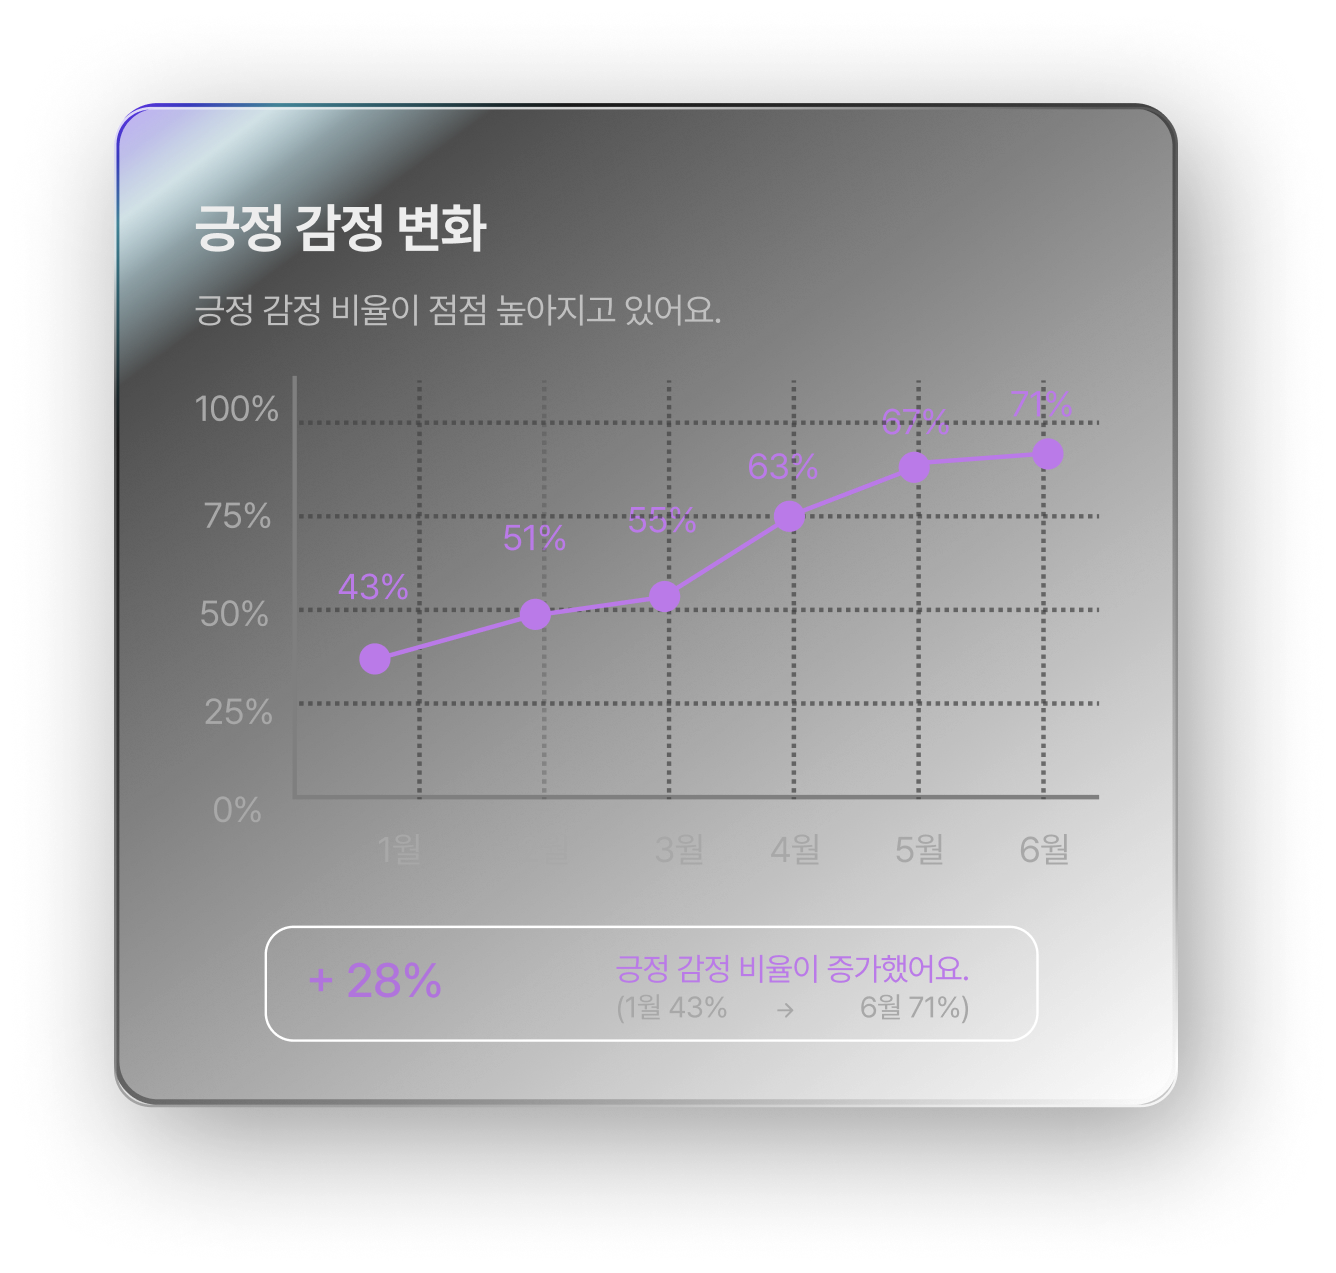 긍정 감정 변화
긍정 감정 비율이 점점 높아지고 있어요.
100%
75%
50%
25%
0%
43%
51%
55%
63%
67%
71%
1월
월
3월
4월
5월
6월
+ 28%
긍정 감정 비율이 증가했어요.
(1월 43% → 6월 71%)